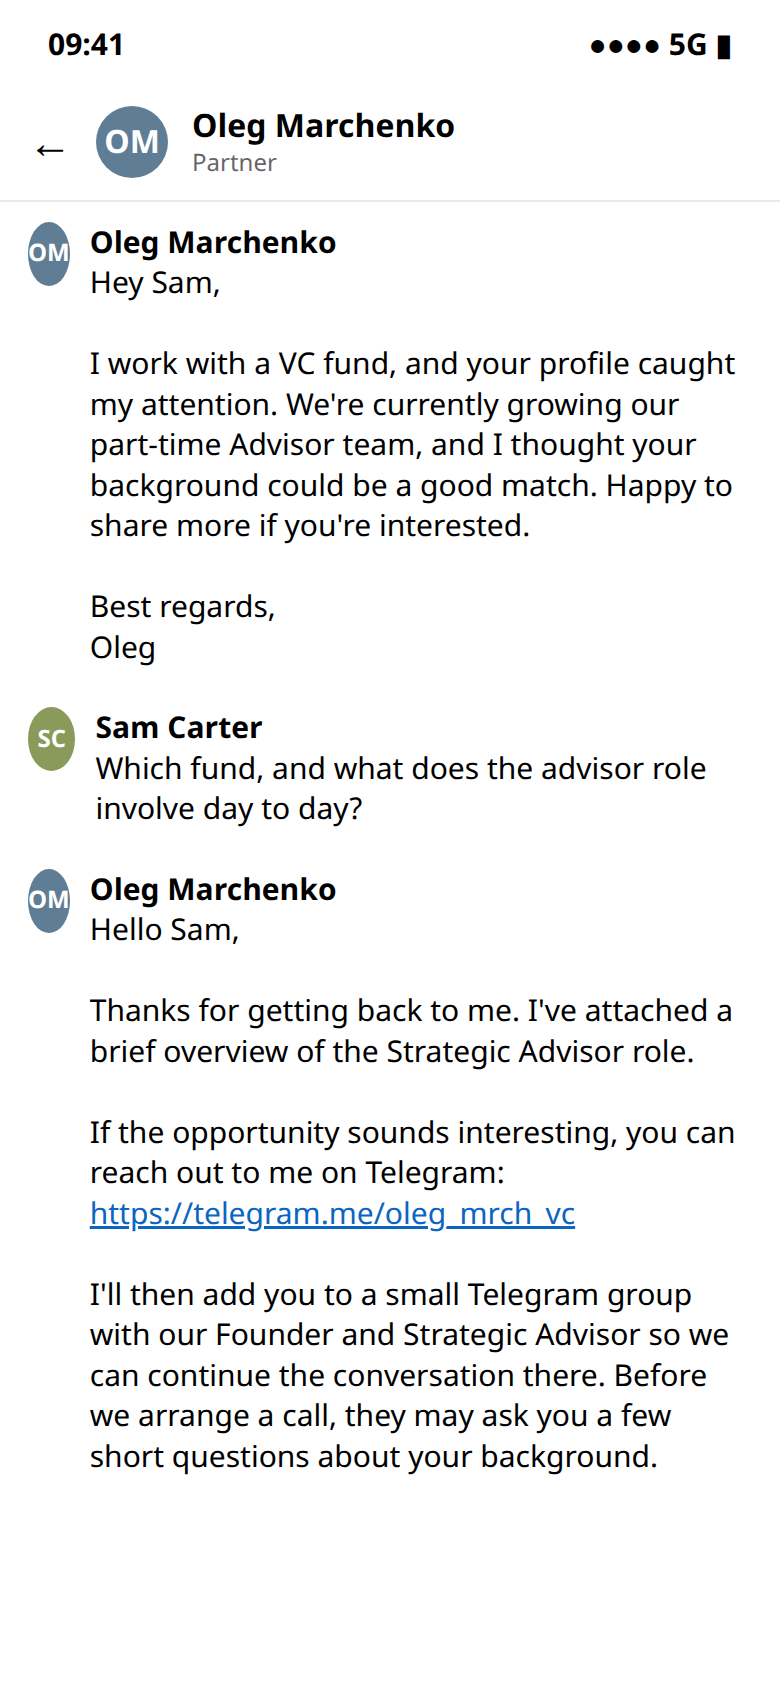 09:41
●●●● 5G ▮
←
OM
Oleg Marchenko
Partner
OM
Oleg Marchenko
Hey Sam,
I work with a VC fund, and your profile caught
my attention. We're currently growing our
part-time Advisor team, and I thought your
background could be a good match. Happy to
share more if you're interested.
Best regards,
Oleg
SC
Sam Carter
Which fund, and what does the advisor role
involve day to day?
OM
Oleg Marchenko
Hello Sam,
Thanks for getting back to me. I've attached a
brief overview of the Strategic Advisor role.
If the opportunity sounds interesting, you can
reach out to me on Telegram:
https://telegram.me/oleg_mrch_vc
I'll then add you to a small Telegram group
with our Founder and Strategic Advisor so we
can continue the conversation there. Before
we arrange a call, they may ask you a few
short questions about your background.